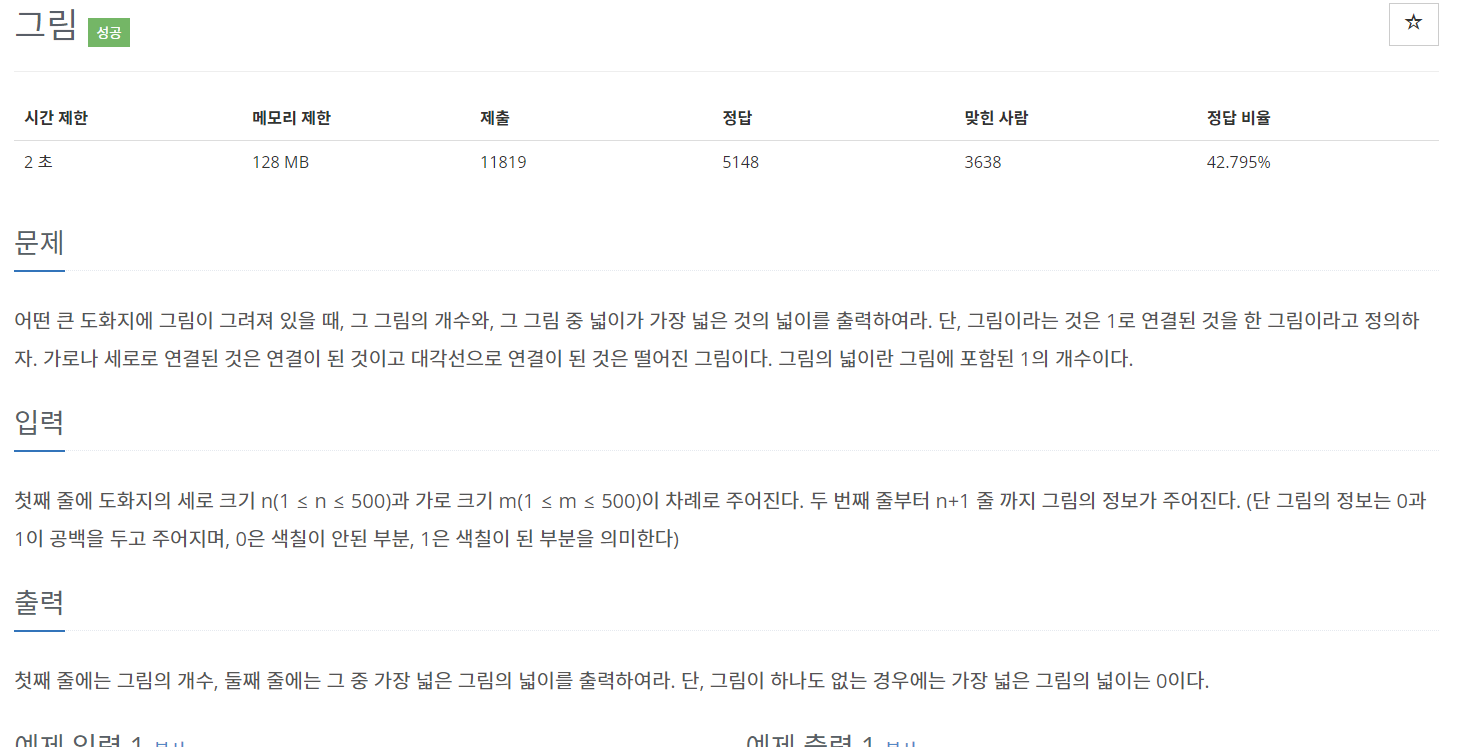 그림 성공
☆
시간 제한 메모리 제한 제출 정답 맞힌 사람 정답 비율
2 초 128 MB 11819 5148 3638 42.795%
문제
어떤 큰 도화지에 그림이 그려져 있을 때, 그 그림의 개수와, 그 그림 중 넓이가 가장 넓은 것의 넓이를 출력하여라. 단, 그림이라는 것은 1로 연결된 것을 한 그림이라고 정의하
자. 가로나 세로로 연결된 것은 연결이 된 것이고 대각선으로 연결이 된 것은 떨어진 그림이다. 그림의 넓이란 그림에 포함된 1의 개수이다.
입력
첫째 줄에 도화지의 세로 크기 n(1 ≤ n ≤ 500)과 가로 크기 m(1 ≤ m ≤ 500)이 차례로 주어진다. 두 번째 줄부터 n+1 줄 까지 그림의 정보가 주어진다. (단 그림의 정보는 0과
1이 공백을 두고 주어지며, 0은 색칠이 안된 부분, 1은 색칠이 된 부분을 의미한다)
출력
첫째 줄에는 그림의 개수, 둘째 줄에는 그 중 가장 넓은 그림의 넓이를 출력하여라. 단, 그림이 하나도 없는 경우에는 가장 넓은 그림의 넓이는 0이다.
예제 입력 1 예제 출력 1